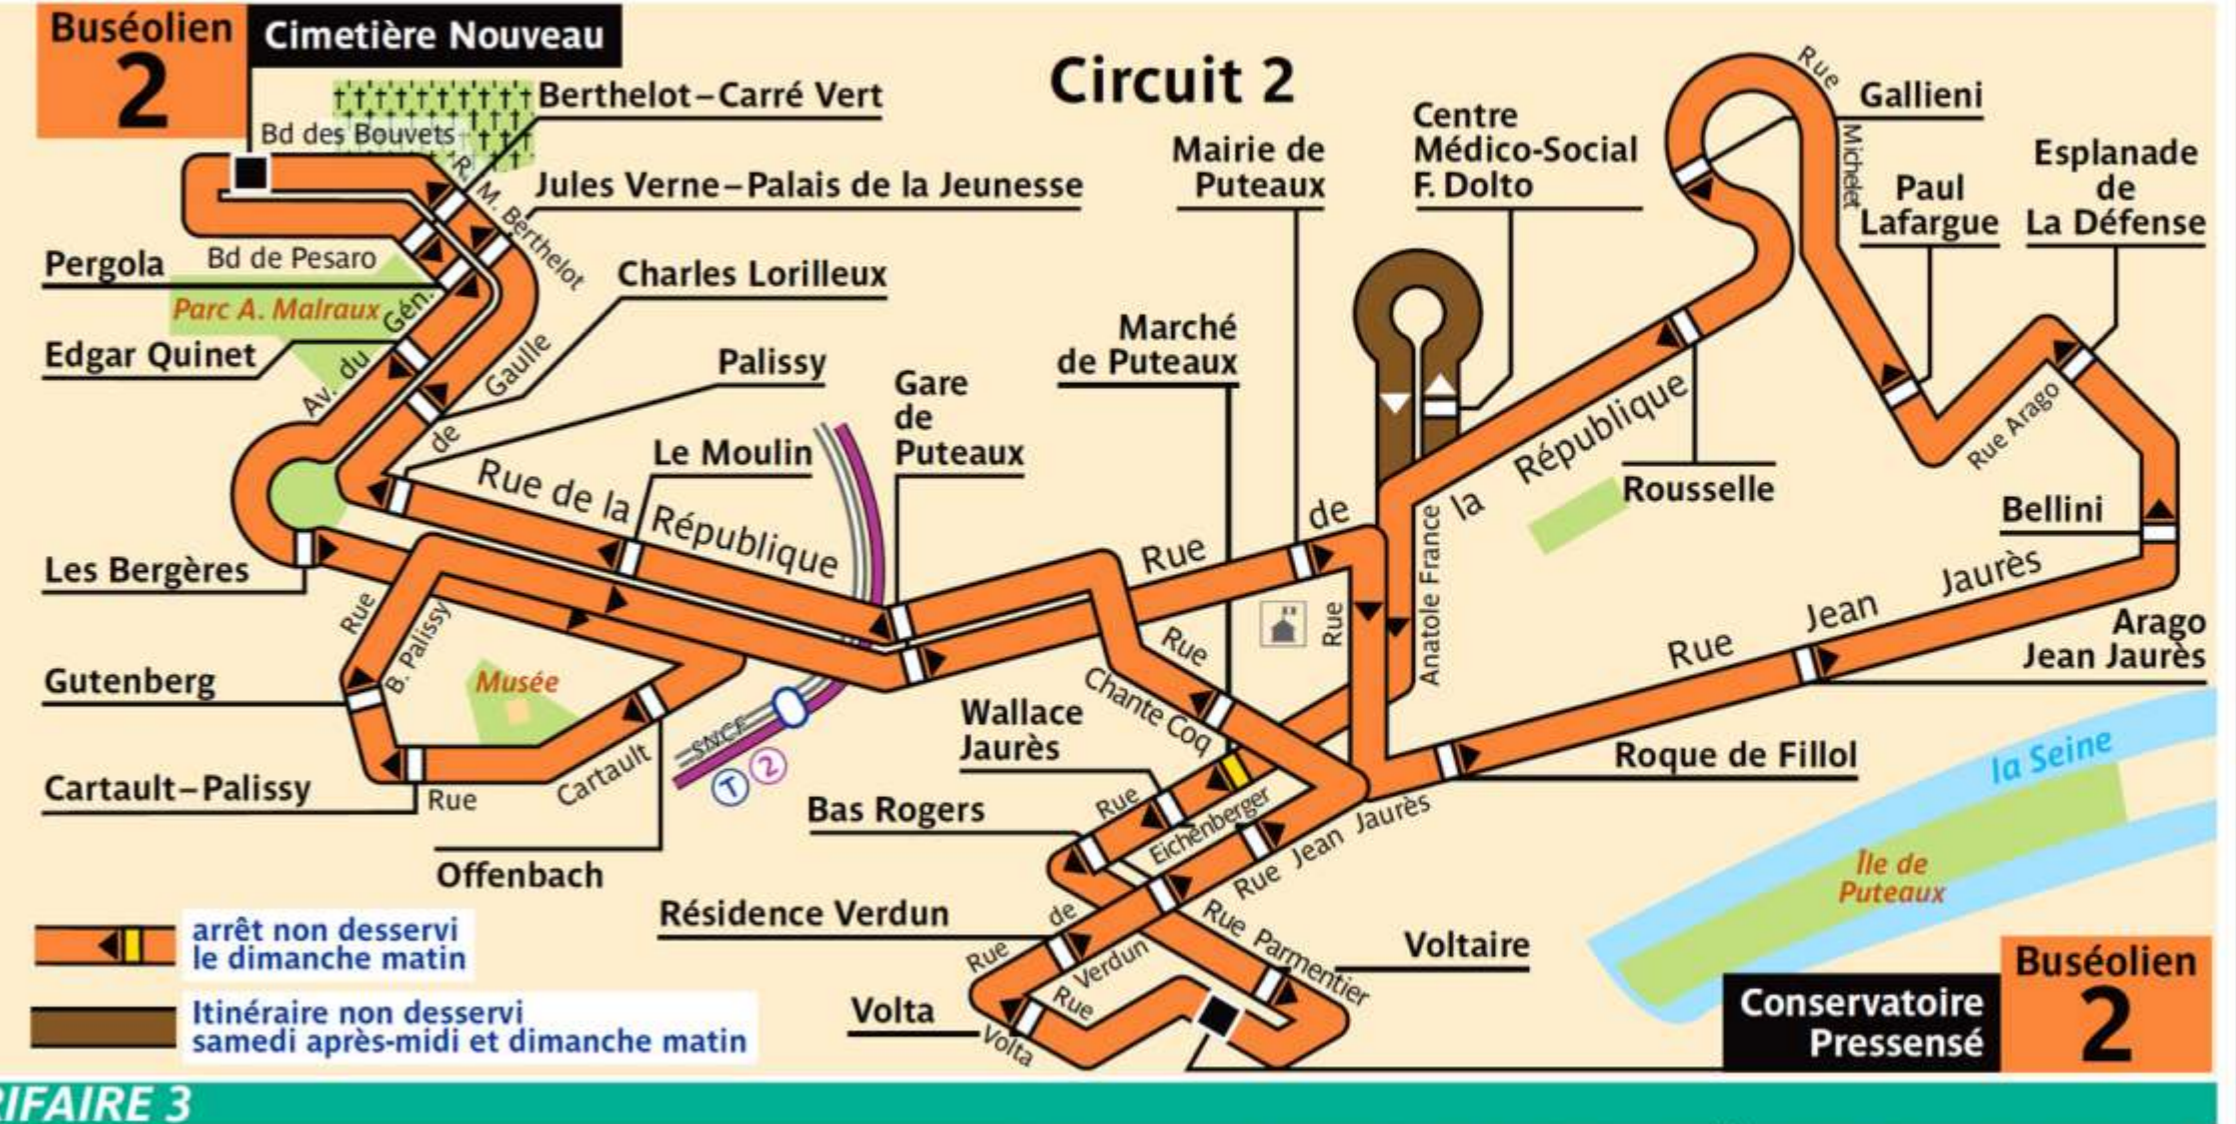 Buséolien
2
Cimetière Nouveau
Circuit 2
Berthelot–Carré Vert
Bd des Bouvets
R. M. Berthelot
Jules Verne–Palais de la Jeunesse
Pergola
Bd de Pesaro
Parc A. Malraux
Edgar Quinet
Av. du Gén. de Gaulle
Charles Lorilleux
Palissy
Le Moulin
Gare
de
Puteaux
Marché
de Puteaux
Mairie de
Puteaux
Centre
Médico-Social
F. Dolto
Rue Michelet
Gallieni
Paul
Lafargue
Esplanade
de
La Défense
Rue Arago
Rousselle
Bellini
Rue de la République
Rue de la République
Les Bergères
Rue B. Palissy
Gutenberg
Musée
Cartault–Palissy
Rue Cartault
Offenbach
SNCF
T 2
Rue Chante Coq
Rue Anatole France
Rue Jean Jaurès
Arago
Jean Jaurès
Roque de Fillol
Wallace
Jaurès
Bas Rogers
Rue Eichenberger
Rue Jean Jaurès
Résidence Verdun
Rue de Verdun
Rue Parmentier
Voltaire
Volta
Rue Volta
la Seine
Île de
Puteaux
arrêt non desservi
le dimanche matin
Itinéraire non desservi
samedi après-midi et dimanche matin
Conservatoire
Pressensé
Buséolien
2
RIFAIRE 3